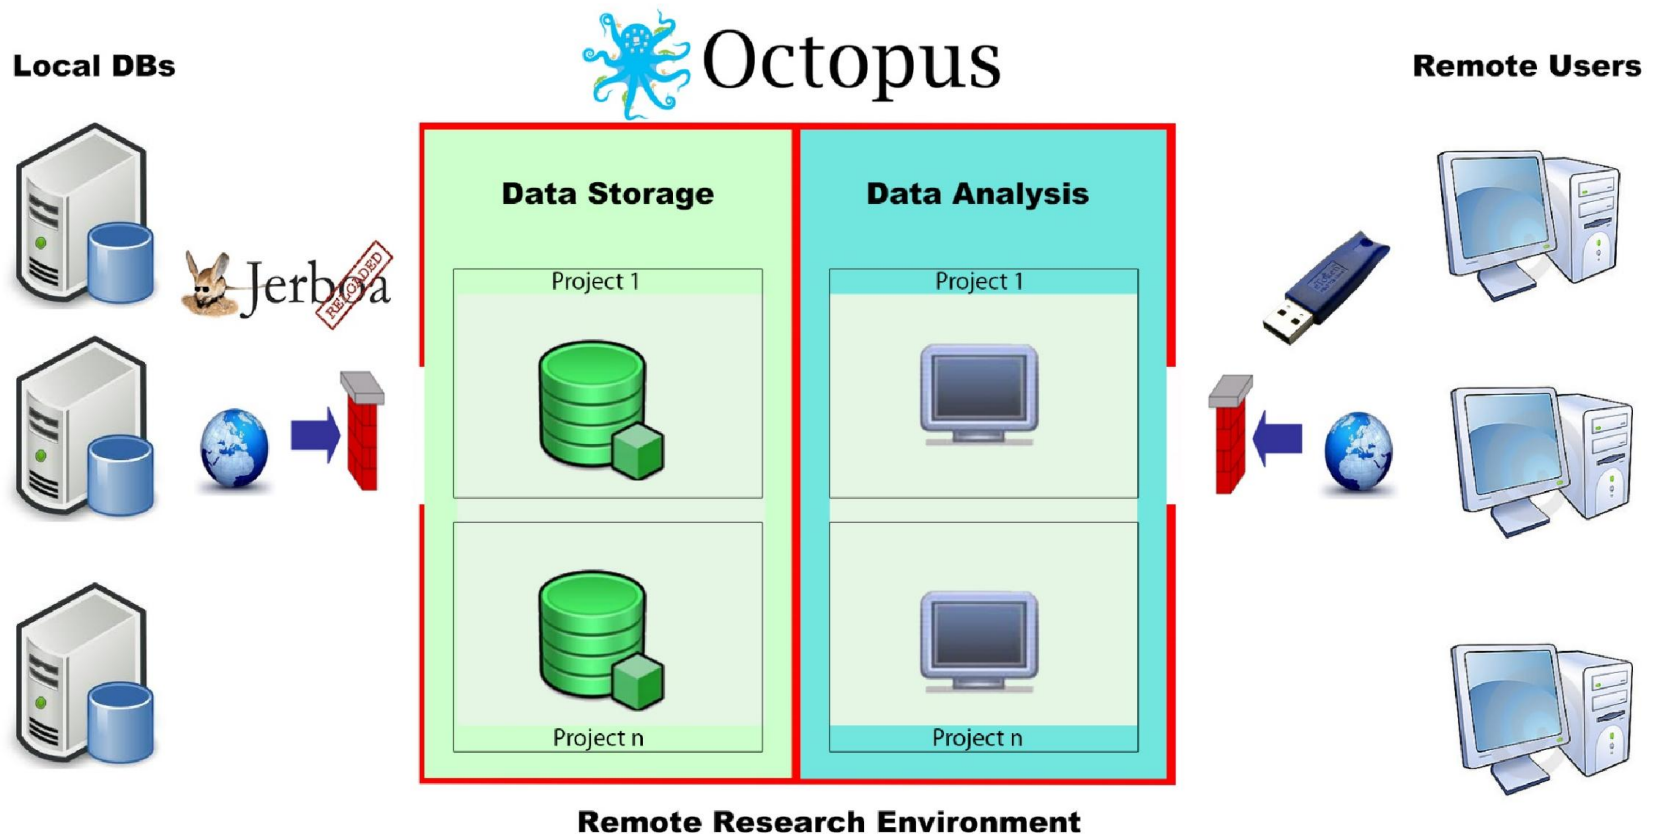 Octopus
Local DBs
Remote Users
Data Storage
Data Analysis
Jerboa
RELOADED
Project 1
Project 1
Project n
Project n
Remote Research Environment